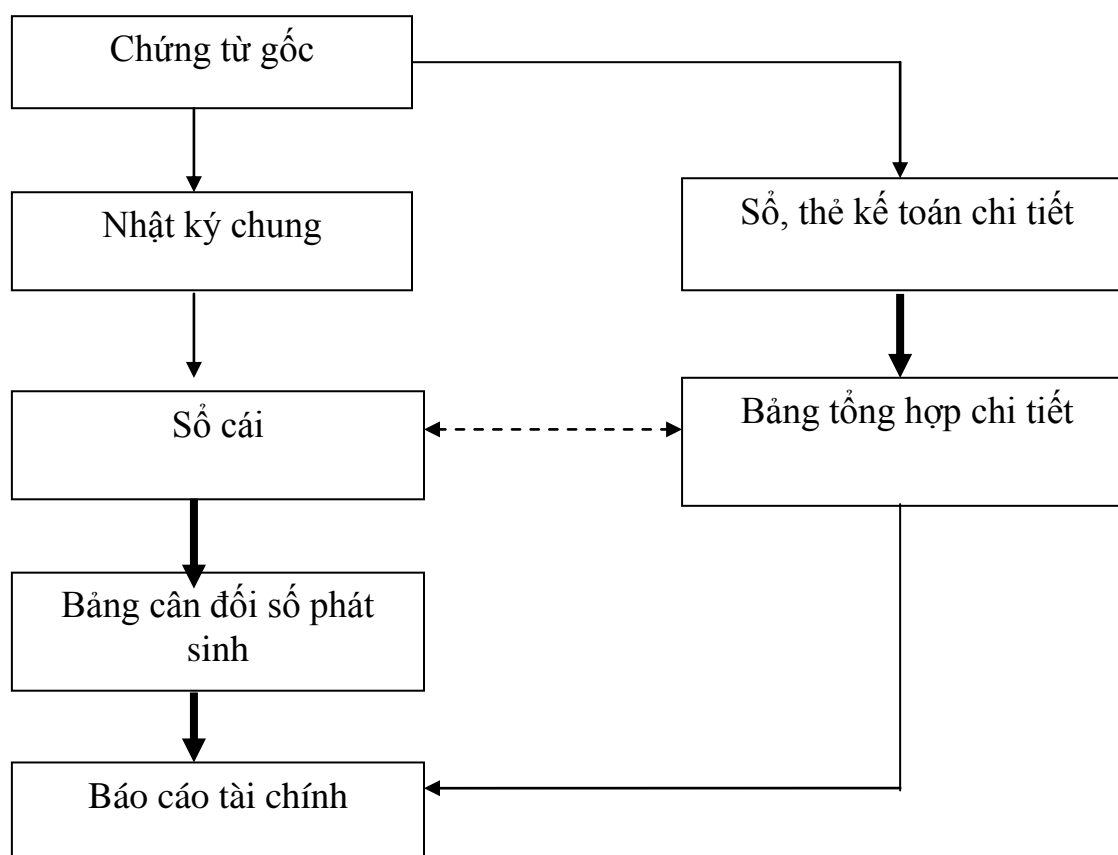 Chứng từ gốc
Nhật ký chung
Sổ, thẻ kế toán chi tiết
Sổ cái
Bảng tổng hợp chi tiết
Bảng cân đối số phát
sinh
Báo cáo tài chính